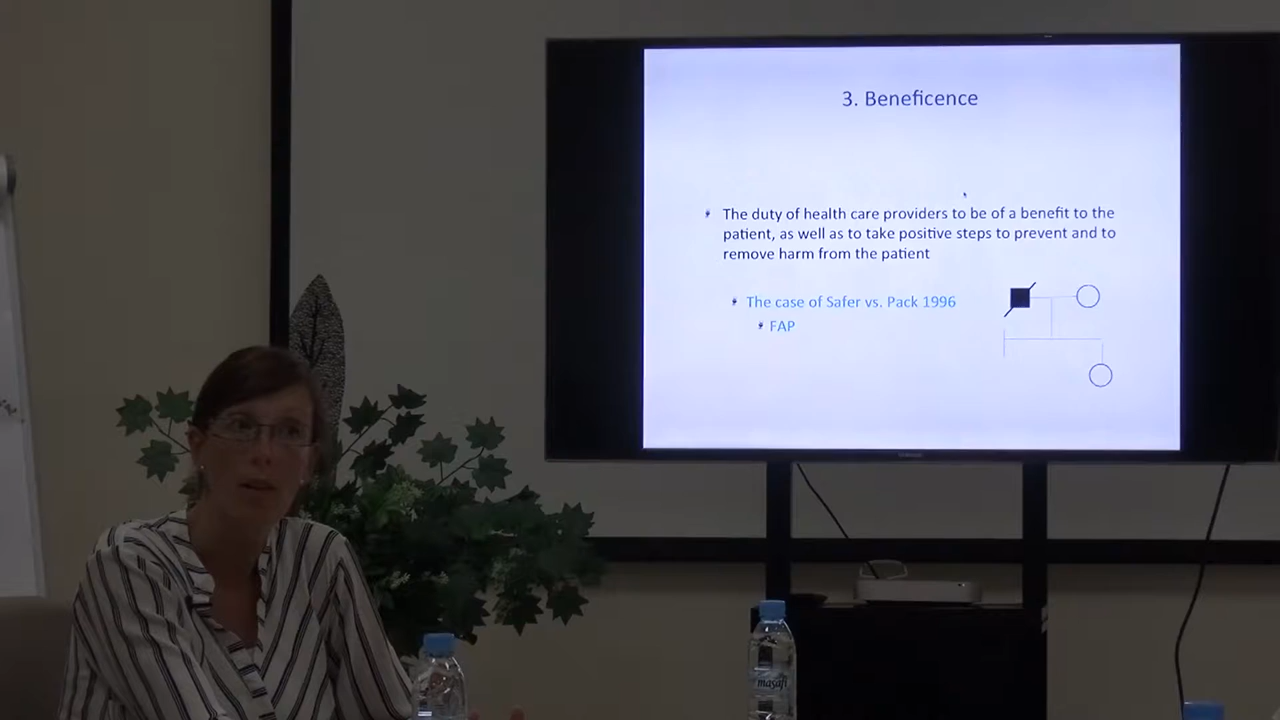 3. Beneficence
The duty of health care providers to be of a benefit to the
patient, as well as to take positive steps to prevent and to
remove harm from the patient
The case of Safer vs. Pack 1996
FAP
SAMSUNG
masafi